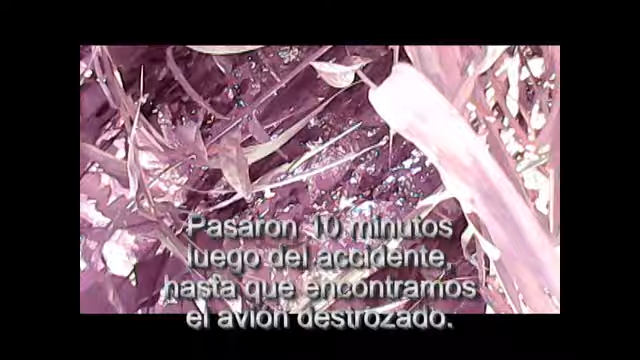 Pasaron 10 minutos
luego del accidente,
hasta que encontramos
el avión destrozado.